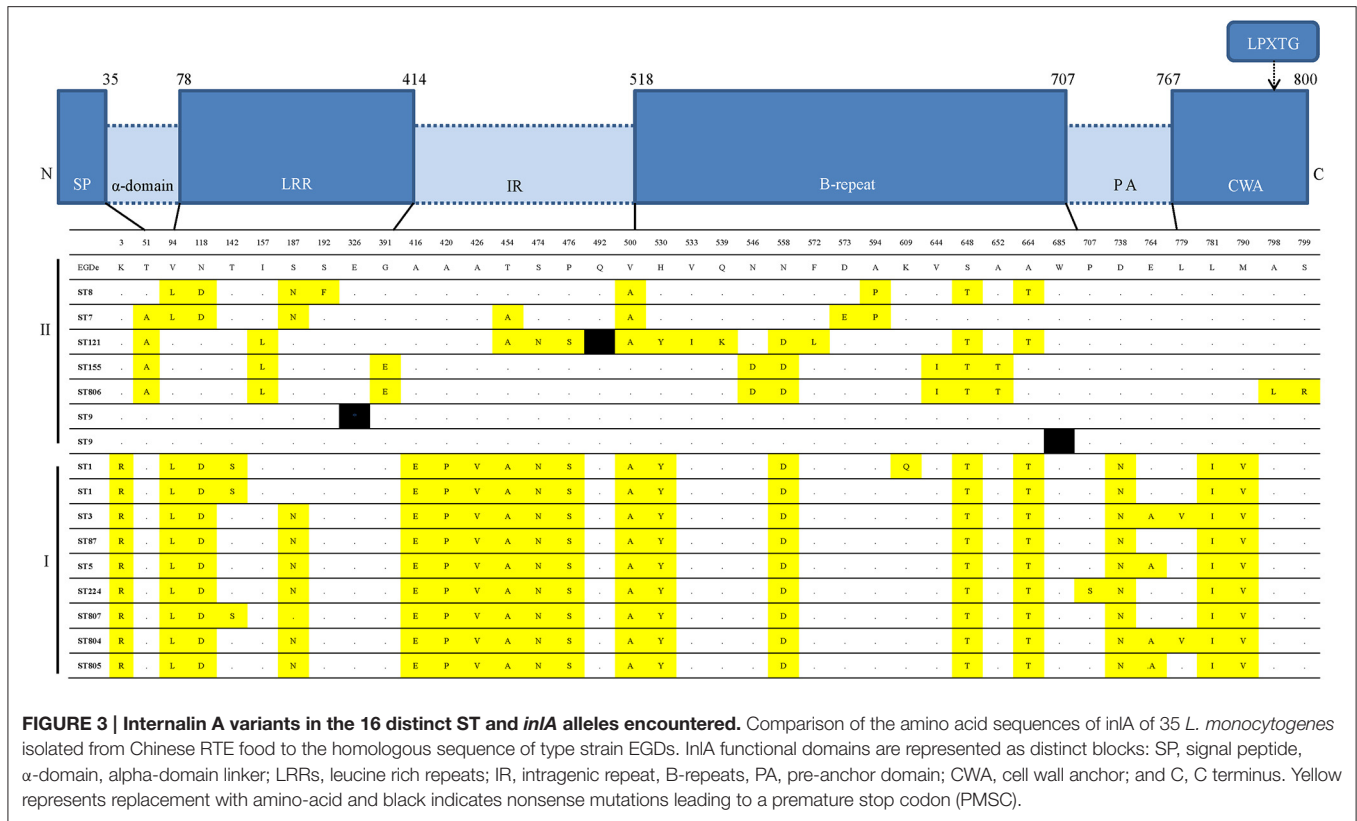 LPXTG
35 78 414 518 707 767 800
N SP α-domain LRR IR B-repeat P A CWA C
3 51 94 118 142 157 187 192 326 391 416 420 426 454 474 476 492 500 530 533 539 546 558 572 573 594 609 644 648 652 664 685 707 738 764 779 781 790 798 799
EGDe K T V N T I S S E G A A A T S P Q V H V Q N N F D A K V S A A W P D E L L M A S
II
ST8 . . L D . . N F . . . . . . . . . A . . . . . . . P . . T . T . . . . . . . . .
ST7 . A L D . . N . . . . . . A . . . A . . . . . . E P . . . . . . . . . . . . . .
ST121 . A . . . L . . . . . . . A N S A Y I K . D L . . . . T . T . . . . . . . . .
ST155 . A . . . L . . . E . . . . . . . . . . . D D . . . . I T T . . . . . . . . . .
ST806 . A . . . L . . . E . . . . . . . . . . . D D . . . . I T T . . . . . . . . L R
ST9 . . . . . . . . . . . . . . . . . . . . . . . . . . . . . . . . . . . . . . .
ST9 . . . . . . . . . . . . . . . . . . . . . . . . . . . . . . . . . . . . . . .
I
ST1 R . L D S . . . . . E P V A N S . A Y . . . D . . . Q . T . T . . N . . I V . .
ST1 R . L D S . . . . . E P V A N S . A Y . . . D . . . . . T . T . . N . . I V . .
ST3 R . L D . . N . . . E P V A N S . A Y . . . D . . . . . T . T . . N A V I V . .
ST87 R . L D . . N . . . E P V A N S . A Y . . . D . . . . . T . T . . N . . I V . .
ST5 R . L D . . N . . . E P V A N S . A Y . . . D . . . . . T . T . . N A . I V . .
ST224 R . L D . . N . . . E P V A N S . A Y . . . D . . . . . T . T . S N . . I V . .
ST807 R . L D S . . . . . E P V A N S . A Y . . . D . . . . . T . T . . N . . I V . .
ST804 R . L D . . N . . . E P V A N S . A Y . . . D . . . . . T . T . . N A V I V . .
ST805 R . L D . . N . . . E P V A N S . A Y . . . D . . . . . T . T . . N .A . I V . .
FIGURE 3 | Internalin A variants in the 16 distinct ST and inlA alleles encountered. Comparison of the amino acid sequences of inlA of 35 L. monocytogenes
isolated from Chinese RTE food to the homologous sequence of type strain EGDs. InlA functional domains are represented as distinct blocks: SP, signal peptide,
α-domain, alpha-domain linker; LRRs, leucine rich repeats; IR, intragenic repeat, B-repeats, PA, pre-anchor domain; CWA, cell wall anchor; and C, C terminus. Yellow
represents replacement with amino-acid and black indicates nonsense mutations leading to a premature stop codon (PMSC).